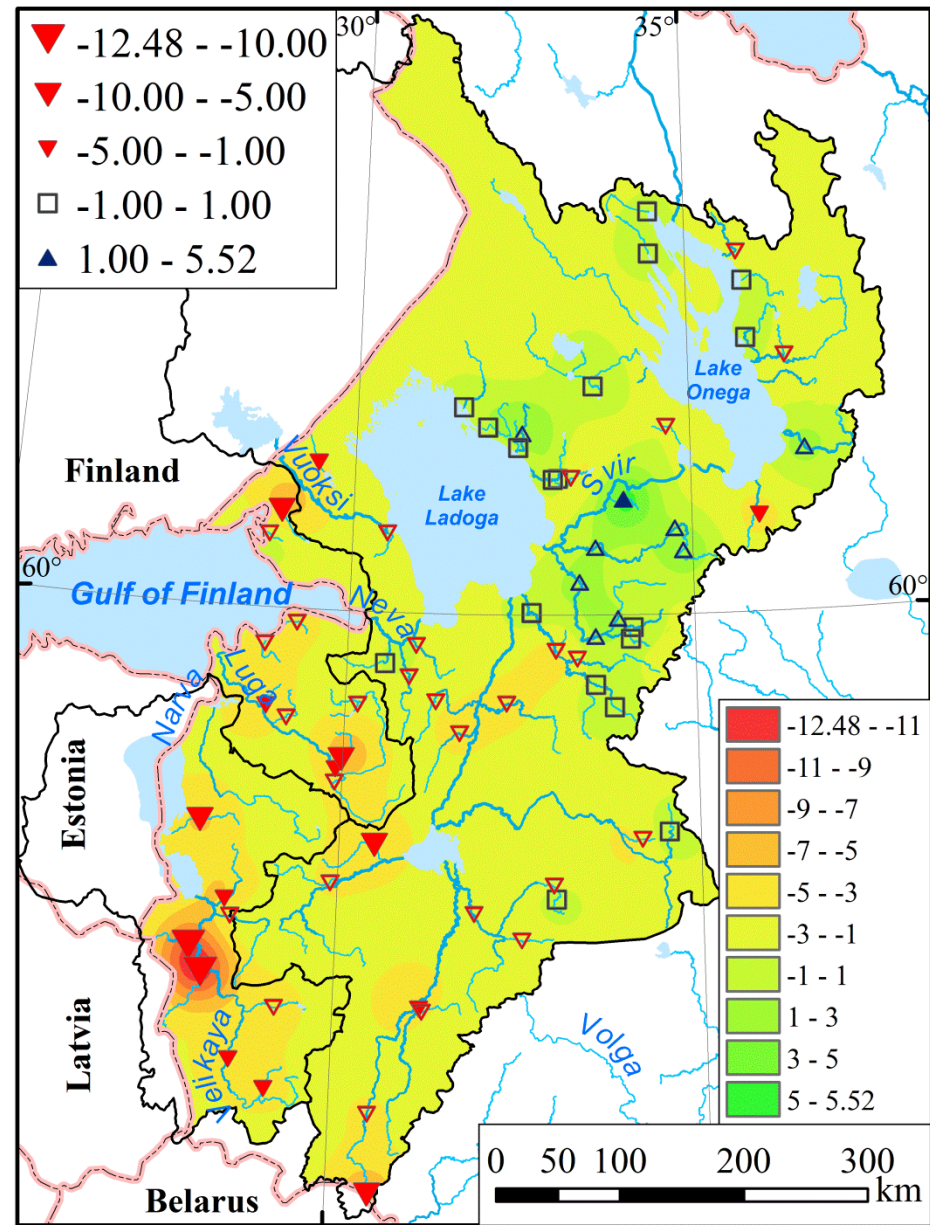 -12.48 - -10.00
-10.00 - -5.00
-5.00 - -1.00
-1.00 - 1.00
1.00 - 5.52
30°
35°
Lake
Onega
Finland
Vuoksi
Svir
Lake
Ladoga
60°
60°
Gulf of Finland
Neva
Luga
Narva
Estonia
Latvia
Velikaya
Volga
Belarus
-12.48 - -11
-11 - -9
-9 - -7
-7 - -5
-5 - -3
-3 - -1
-1 - 1
1 - 3
3 - 5
5 - 5.52
0 50 100 200 300
km